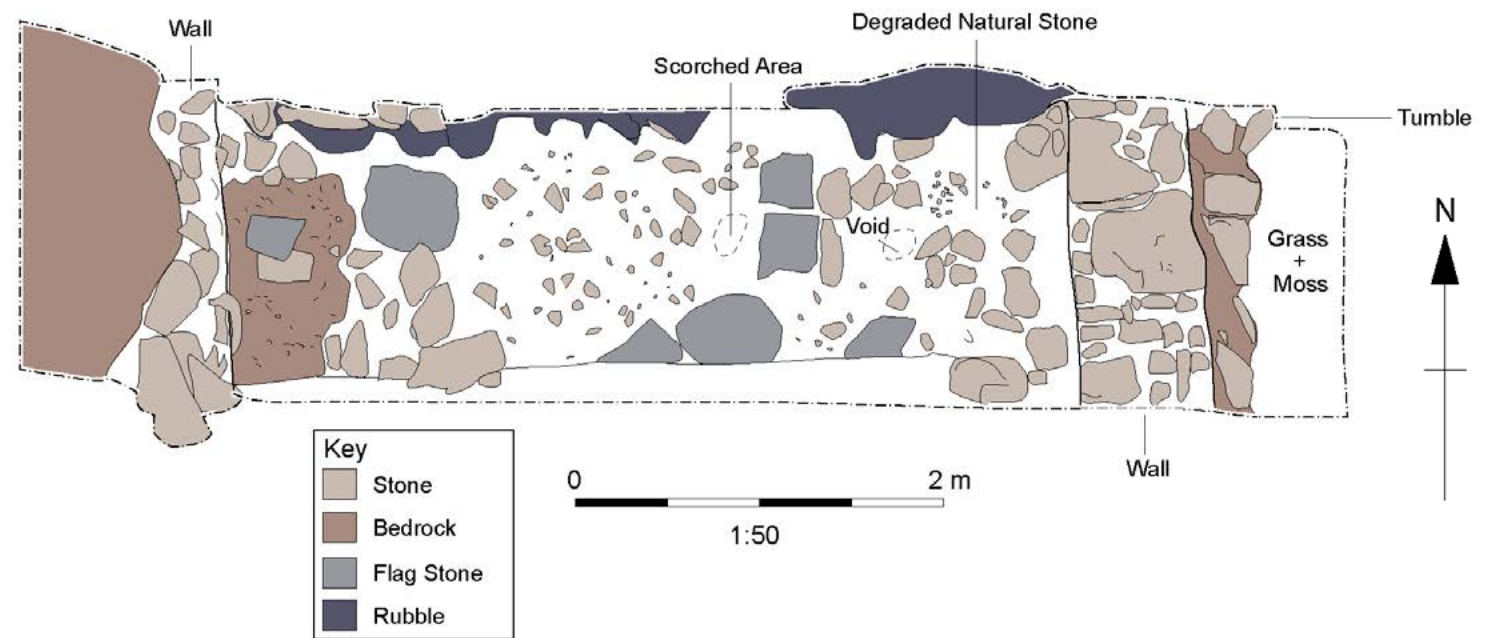 Degraded Natural Stone
Wall
Scorched Area
Tumble
N
Void
Grass
+
Moss
Wall
Key
Stone
Bedrock
Flag Stone
Rubble
0 2 m
1:50